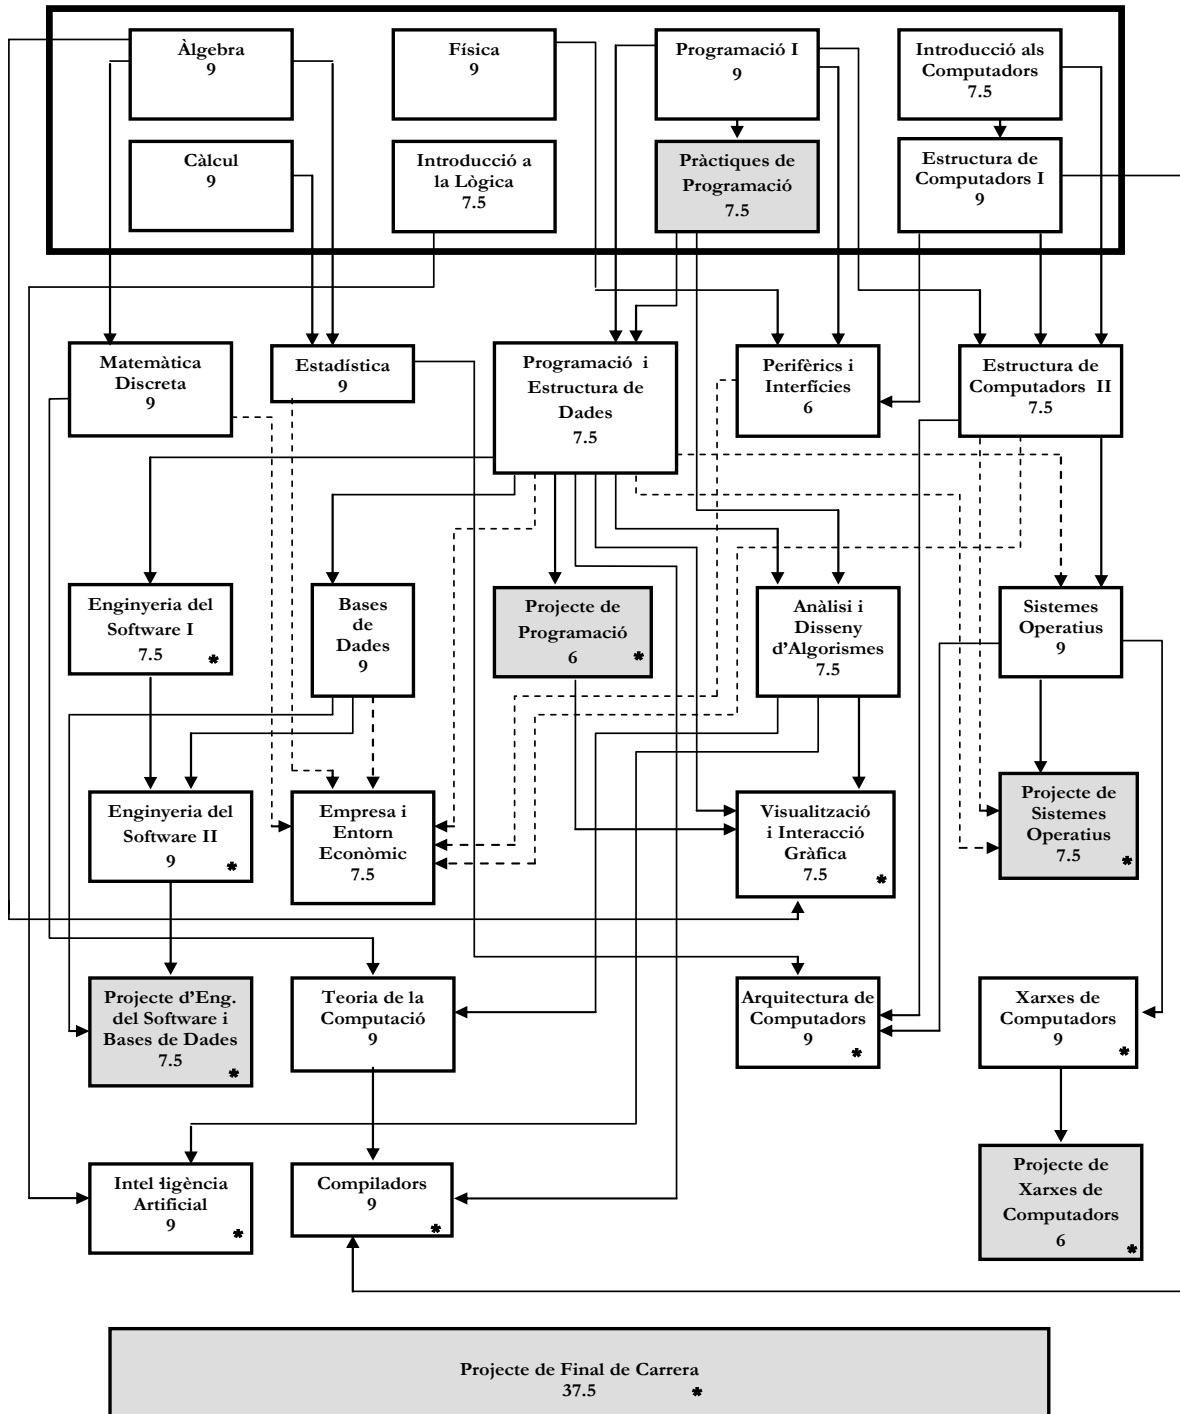 Àlgebra
9
Física
9
Programació I
9
Introducció als
Computadors
7.5
Càlcul
9
Introducció a
la Lògica
7.5
Pràctiques de
Programació
7.5
Estructura de
Computadors I
9
Matemàtica
Discreta
9
Estadística
9
Programació i
Estructura de
Dades
7.5
Perifèrics i
Interfícies
6
Estructura de
Computadors II
7.5
Enginyeria del
Software I
7.5 *
Bases
de
Dades
9
Projecte de
Programació
6 *
Anàlisi i
Disseny
d'Algorismes
7.5
Sistemes
Operatius
9
Enginyeria del
Software II
9 *
Empresa i
Entorn
Econòmic
7.5
Visualització
i Interacció
Gràfica
7.5 *
Projecte de
Sistemes
Operatius
7.5 *
Projecte d'Eng.
del Software i
Bases de Dades
7.5 *
Teoria de la
Computació
9
Arquitectura de
Computadors
9 *
Xarxes de
Computadors
9 *
Intel·ligència
Artificial
9 *
Compiladors
9 *
Projecte de
Xarxes de
Computadors
6 *
Projecte de Final de Carrera
37.5 *